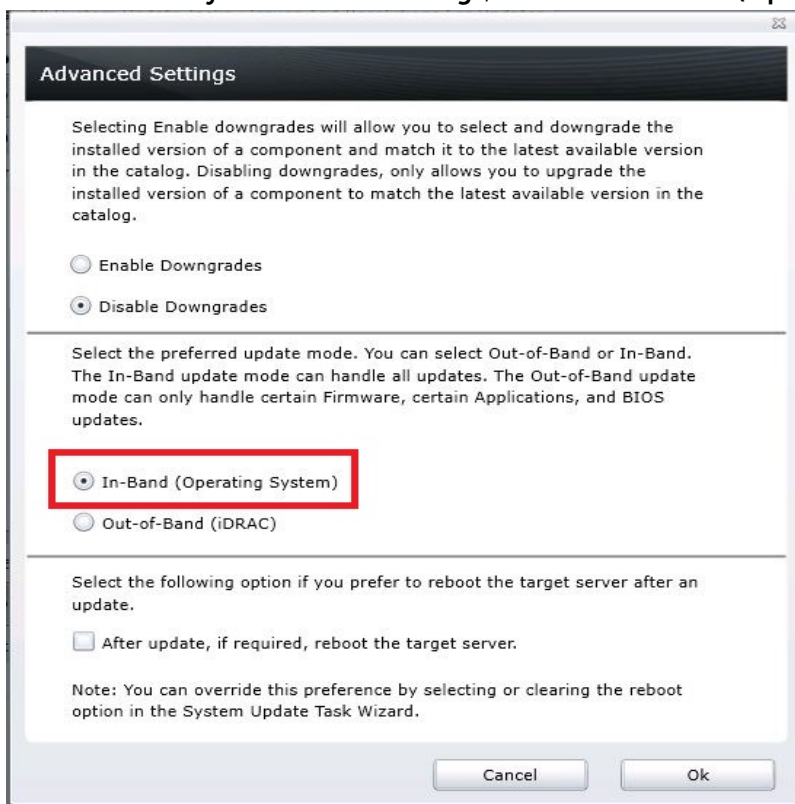 Advanced Settings
Selecting Enable downgrades will allow you to select and downgrade the
installed version of a component and match it to the latest available version
in the catalog. Disabling downgrades, only allows you to upgrade the
installed version of a component to match the latest available version in the
catalog.
Enable Downgrades
Disable Downgrades
Select the preferred update mode. You can select Out-of-Band or In-Band.
The In-Band update mode can handle all updates. The Out-of-Band update
mode can only handle certain Firmware, certain Applications, and BIOS
updates.
In-Band (Operating System)
Out-of-Band (iDRAC)
Select the following option if you prefer to reboot the target server after an
update.
After update, if required, reboot the target server.
Note: You can override this preference by selecting or clearing the reboot
option in the System Update Task Wizard.
Cancel Ok